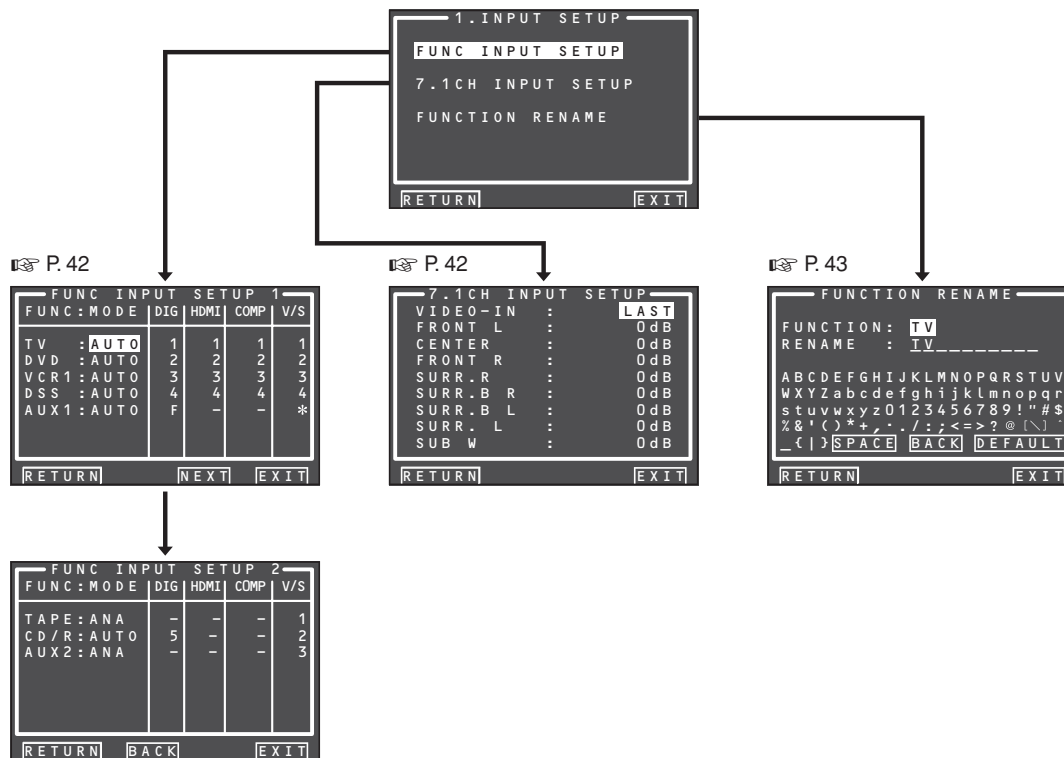 1.INPUT SETUP
FUNC INPUT SETUP
7.1CH INPUT SETUP
FUNCTION RENAME
RETURN EXIT
☞ P. 42
FUNC INPUT SETUP 1
FUNC:MODE DIG HDMI COMP V/S
TV :AUTO 1 1 1 1
DVD :AUTO 2 2 2 2
VCR1:AUTO 3 3 3 3
DSS :AUTO 4 4 4 4
AUX1:AUTO F – – *
RETURN NEXT EXIT
☞ P. 42
7.1CH INPUT SETUP
VIDEO-IN : LAST
FRONT L : 0dB
CENTER : 0dB
FRONT R : 0dB
SURR.R : 0dB
SURR.B R : 0dB
SURR.B L : 0dB
SURR. L : 0dB
SUB W : 0dB
RETURN EXIT
☞ P. 43
FUNCTION RENAME
FUNCTION: TV
RENAME : TV__________
ABCDEFGHIJKLMNOPQRSTUV
WXYZabcdefghijklmnopqr
stuvwxyz0123456789!"#$
%&'()*+,-./:;<=>?@[\]^
_{|}SPACE BACK DEFAULT
RETURN EXIT
FUNC INPUT SETUP 2
FUNC:MODE DIG HDMI COMP V/S
TAPE:ANA – – – 1
CD/R:AUTO 5 – – 2
AUX2:ANA – – – 3
RETURN BACK EXIT